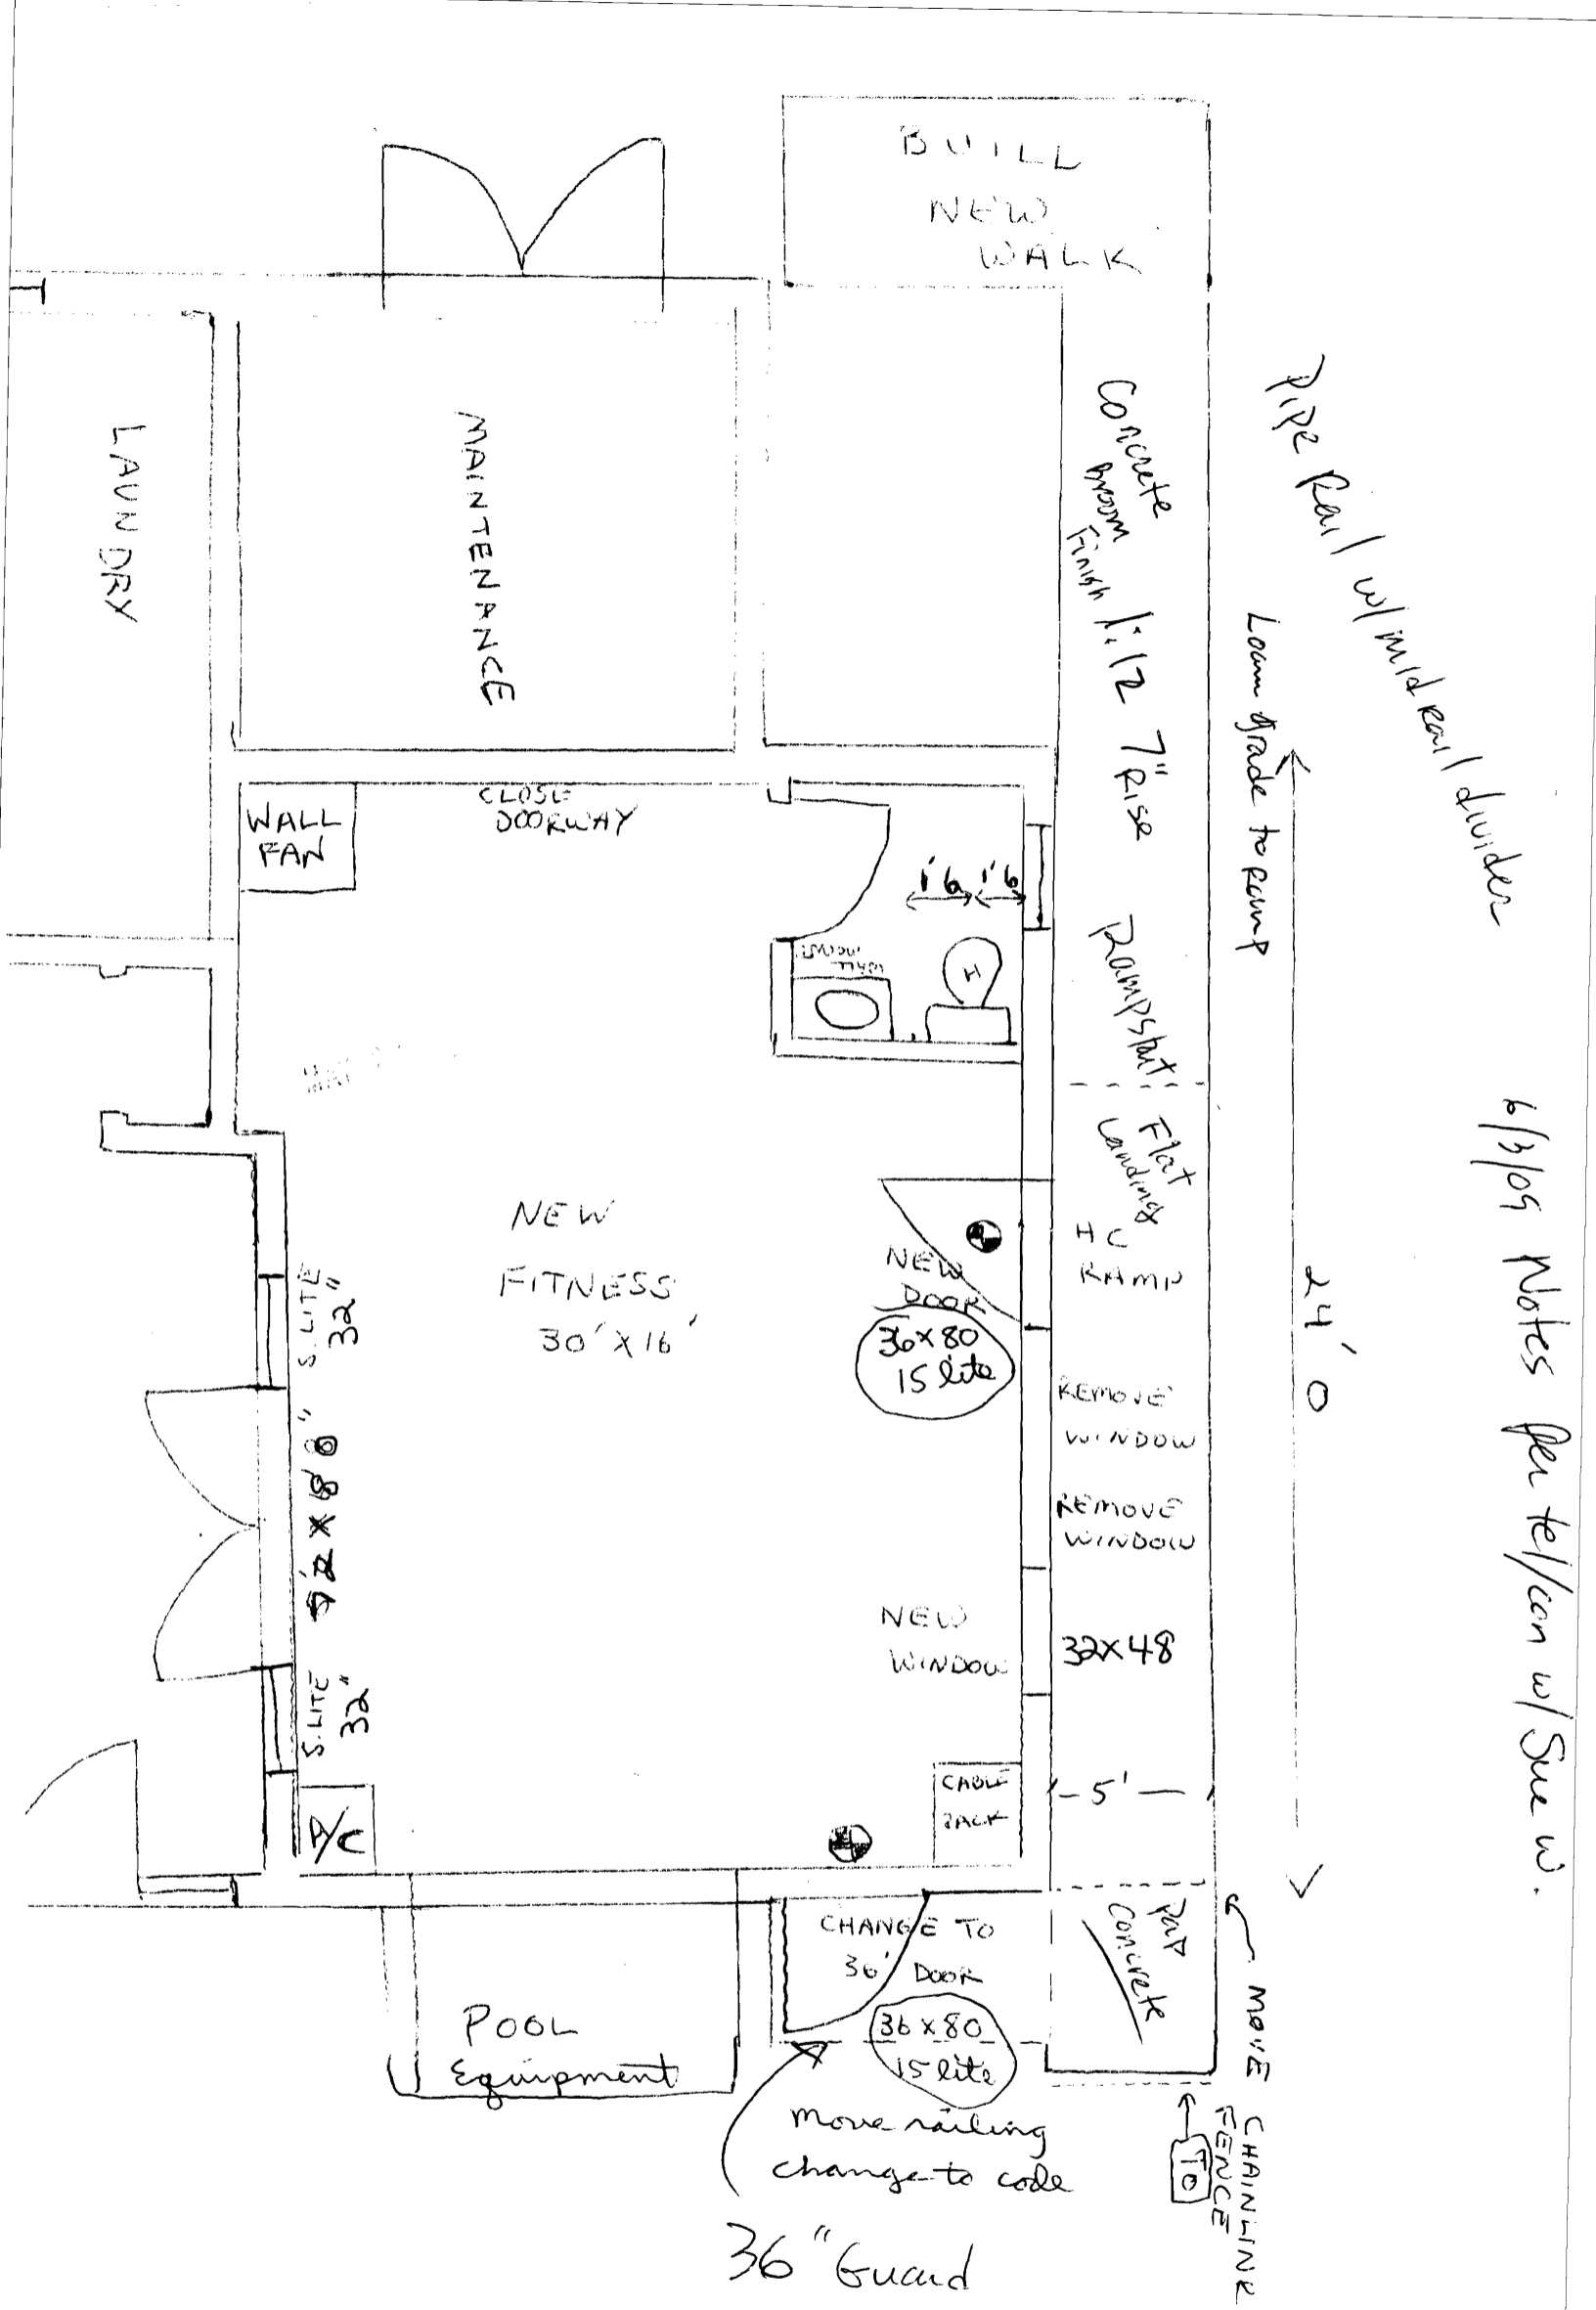 BUILL
NEW
WALK
Pipe Rail w/ mid rail divider
Concrete
Broom
Finish
1:12 7" Rise
Loam grade to Ramp
LAUNDRY
MAINTENANCE
WALL
FAN
CLOSE
DOORWAY
1'6 1'6
Ramp start
Flat
Landing
6/3/09 Notes per tel/con w/ Sue W.
NEW
FITNESS
30' X 16'
NEW
DOOR
36x80
15 lite
RAMP
24' 0
S. LITE
32"
REMOVE
WINDOW
REMOVE
WINDOW
NEW
WINDOW
32x48
S. LITE
32"
A/C
CABLE
JACK
5'
CHANGE TO
36' DOOR
36x80
15 lite
Concrete
MOVE
CHAINLINK
FENCE
TO
POOL
Equipment
move railing
change to code
36" Guard